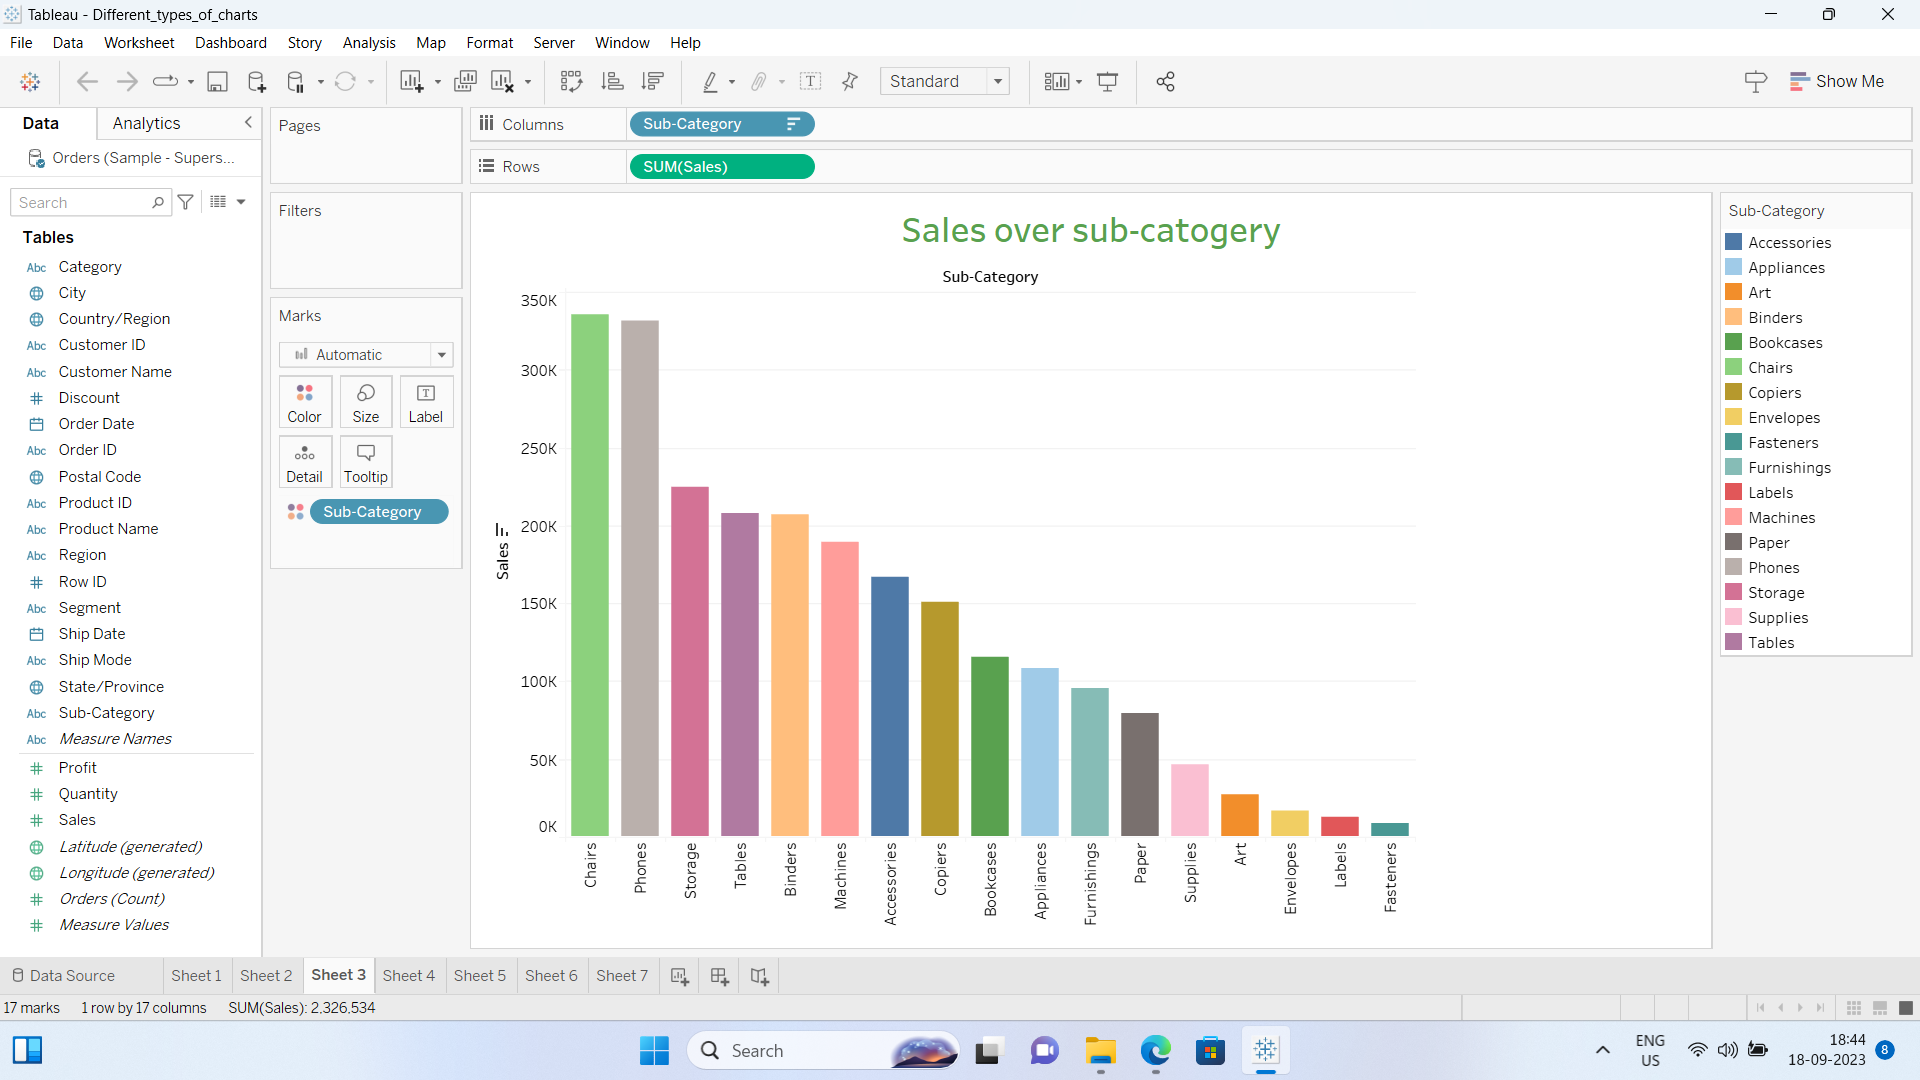 Tableau - Different_types_of_charts
File Data Worksheet Dashboard Story Analysis Map Format Server Window Help
Standard
Show Me
Data Analytics
Orders (Sample - Supers...
Search
Tables
Abc Category
City
Country/Region
Abc Customer ID
Abc Customer Name
Discount
Order Date
Abc Order ID
Postal Code
Abc Product ID
Abc Product Name
Abc Region
Row ID
Abc Segment
Ship Date
Abc Ship Mode
State/Province
Abc Sub-Category
Abc Measure Names
Profit
Quantity
Sales
Latitude (generated)
Longitude (generated)
Orders (Count)
Measure Values
Pages
Filters
Marks
Automatic
Color Size Label
Detail Tooltip
Sub-Category
Columns Sub-Category
Rows SUM(Sales)
Sales over sub-catogery
Sub-Category
350K
300K
250K
200K
150K
100K
50K
0K
Sales
Chairs
Phones
Storage
Tables
Binders
Machines
Accessories
Copiers
Bookcases
Appliances
Furnishings
Paper
Supplies
Art
Envelopes
Labels
Fasteners
Sub-Category
Accessories
Appliances
Art
Binders
Bookcases
Chairs
Copiers
Envelopes
Fasteners
Furnishings
Labels
Machines
Paper
Phones
Storage
Supplies
Tables
Data Source Sheet 1 Sheet 2 Sheet 3 Sheet 4 Sheet 5 Sheet 6 Sheet 7
17 marks 1 row by 17 columns SUM(Sales): 2,326,534
Search
ENG
US
18:44
18-09-2023
8